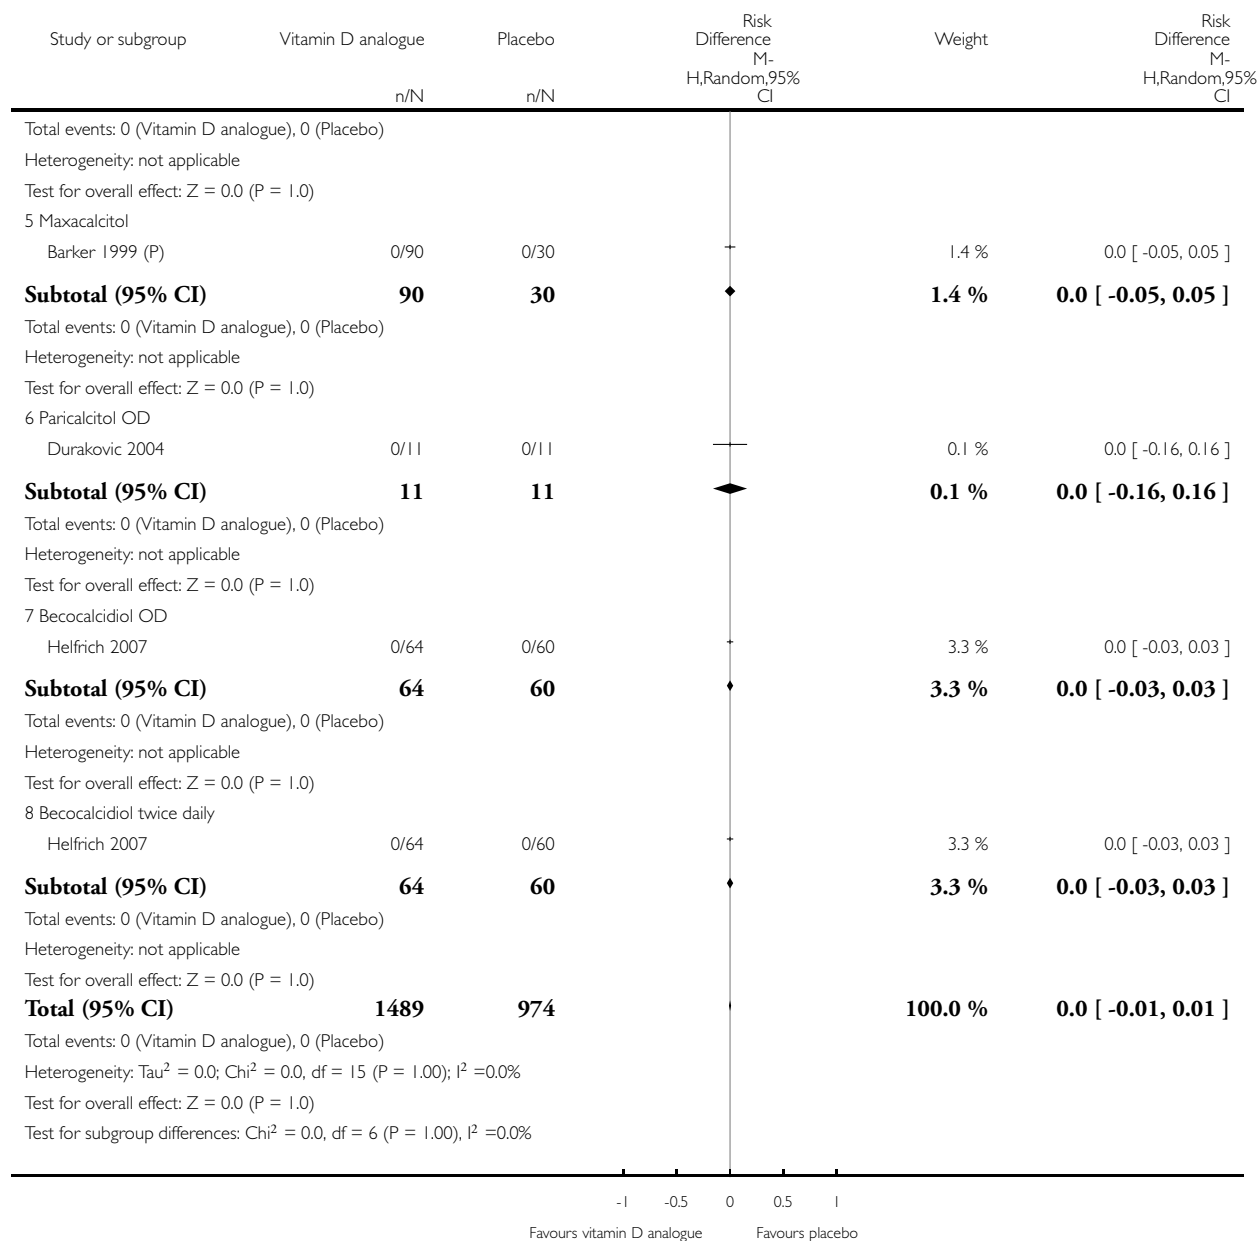 Study or subgroup Vitamin D analogue Placebo Risk Difference Weight Risk Difference
n/N n/N M-H,Random,95% CI M-H,Random,95% CI
Total events: 0 (Vitamin D analogue), 0 (Placebo)
Heterogeneity: not applicable
Test for overall effect: Z = 0.0 (P = 1.0)
5 Maxacalcitol
Barker 1999 (P) 0/90 0/30 1.4 % 0.0 [ -0.05, 0.05 ]
Subtotal (95% CI) 90 30 1.4 % 0.0 [ -0.05, 0.05 ]
Total events: 0 (Vitamin D analogue), 0 (Placebo)
Heterogeneity: not applicable
Test for overall effect: Z = 0.0 (P = 1.0)
6 Paricalcitol OD
Durakovic 2004 0/11 0/11 0.1 % 0.0 [ -0.16, 0.16 ]
Subtotal (95% CI) 11 11 0.1 % 0.0 [ -0.16, 0.16 ]
Total events: 0 (Vitamin D analogue), 0 (Placebo)
Heterogeneity: not applicable
Test for overall effect: Z = 0.0 (P = 1.0)
7 Becocalcidiol OD
Helfrich 2007 0/64 0/60 3.3 % 0.0 [ -0.03, 0.03 ]
Subtotal (95% CI) 64 60 3.3 % 0.0 [ -0.03, 0.03 ]
Total events: 0 (Vitamin D analogue), 0 (Placebo)
Heterogeneity: not applicable
Test for overall effect: Z = 0.0 (P = 1.0)
8 Becocalcidiol twice daily
Helfrich 2007 0/64 0/60 3.3 % 0.0 [ -0.03, 0.03 ]
Subtotal (95% CI) 64 60 3.3 % 0.0 [ -0.03, 0.03 ]
Total events: 0 (Vitamin D analogue), 0 (Placebo)
Heterogeneity: not applicable
Test for overall effect: Z = 0.0 (P = 1.0)
Total (95% CI) 1489 974 100.0 % 0.0 [ -0.01, 0.01 ]
Total events: 0 (Vitamin D analogue), 0 (Placebo)
Heterogeneity: Tau² = 0.0; Chi² = 0.0, df = 15 (P = 1.00); I² =0.0%
Test for overall effect: Z = 0.0 (P = 1.0)
Test for subgroup differences: Chi² = 0.0, df = 6 (P = 1.00), I² =0.0%
-1 -0.5 0 0.5 1
Favours vitamin D analogue Favours placebo